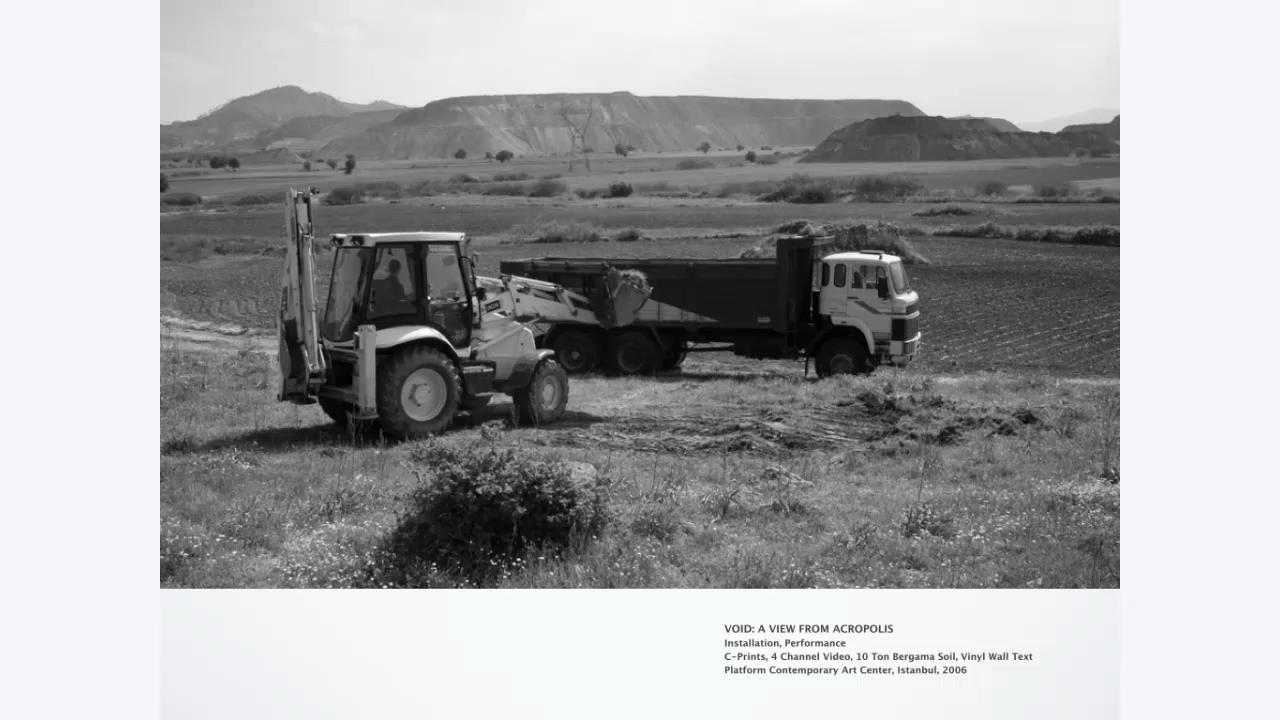 VOID: A VIEW FROM ACROPOLIS
Installation, Performance
C-Prints, 4 Channel Video, 10 Ton Bergama Soil, Vinyl Wall Text
Platform Contemporary Art Center, Istanbul, 2006